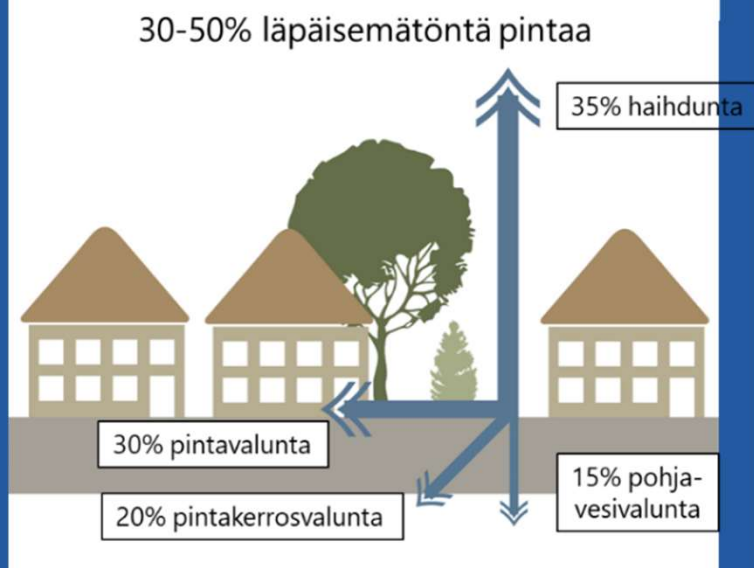 30-50% läpäisemätöntä pintaa
35% haihdunta
30% pintavalunta
20% pintakerrosvalunta
15% pohja-
vesivalunta